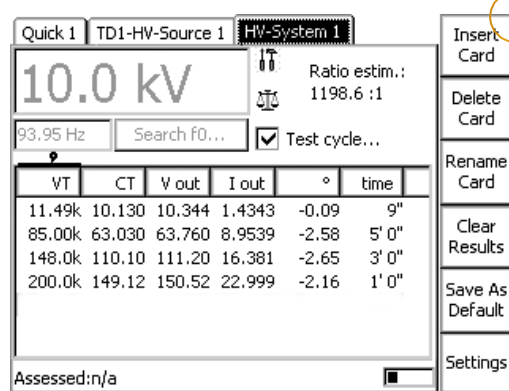 Quick 1 TD1-HV-Source 1 HV-System 1
10.0 kV
Ratio estim.:
1198.6 :1
93.95 Hz Search f0... Test cycle...
VT CT V out I out ° time
11.49k 10.130 10.344 1.4343 -0.09 9"
85.00k 63.030 63.760 8.9539 -2.58 5' 0"
148.0k 110.10 111.20 16.381 -2.65 3' 0"
200.0k 149.12 150.52 22.999 -2.16 1' 0"
Assessed:n/a
Insert
Card
Delete
Card
Rename
Card
Clear
Results
Save As
Default
Settings